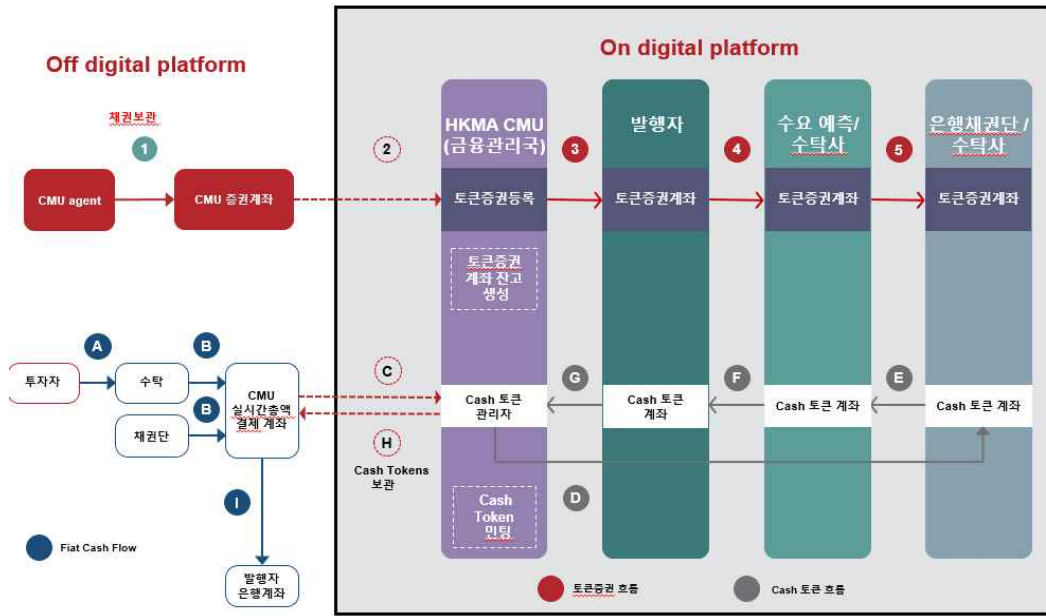 Off digital platform
On digital platform
채권보관
1
CMU agent
CMU 증권계좌
2
HKMA CMU
(금융관리국)
3
발행자
4
수요 예측/
수탁사
5
은행채권단 /
수탁사
토큰증권등록
토큰증권계좌
토큰증권계좌
토큰증권계좌
토큰증권
계좌 잔고
생성
A
B
투자자
수탁
B
채권단
CMU
실시간총액
결제 계좌
C
G
F
E
Cash 토큰
관리자
Cash 토큰
계좌
Cash 토큰 계좌
Cash 토큰 계좌
H
Cash Tokens
보관
D
Cash
Token
민팅
I
Fiat Cash Flow
발행자
은행계좌
토큰증권 흐름
Cash 토큰 흐름